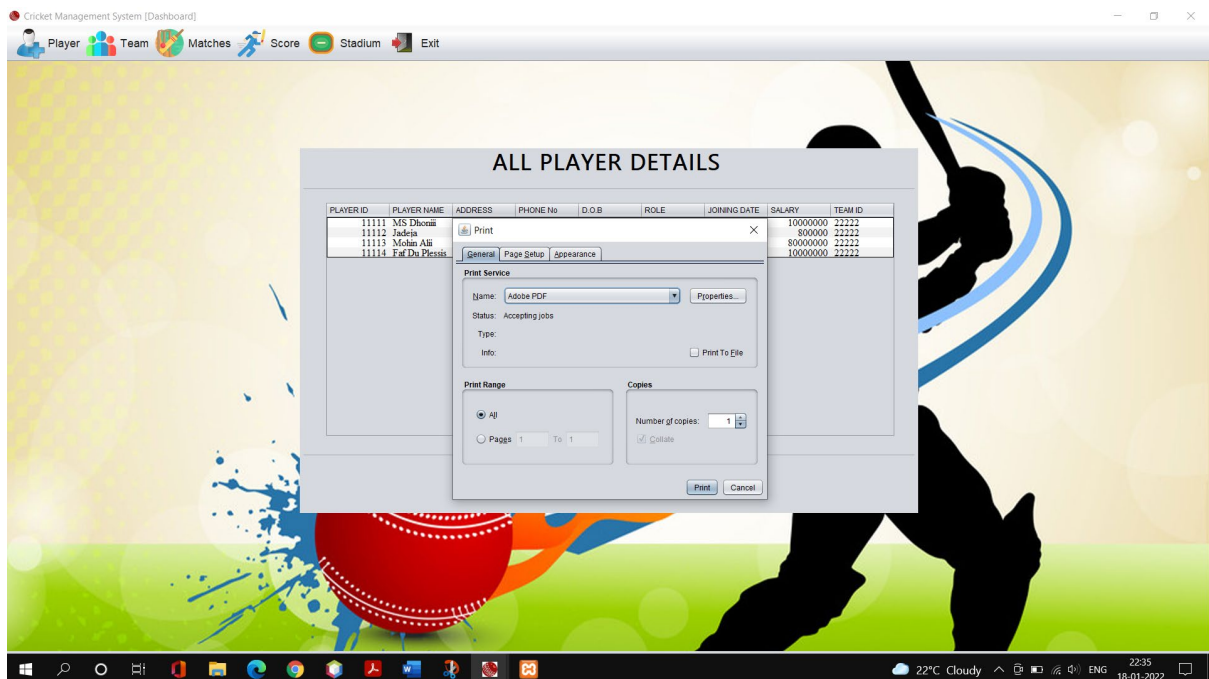 Cricket Management System [Dashboard]
Player Team Matches Score Stadium Exit
ALL PLAYER DETAILS
PLAYER ID PLAYER NAME ADDRESS PHONE No D.O.B ROLE JOINING DATE SALARY TEAM ID
11111 MS Dhoniii 10000000 22222
11112 Jadeja 800000 22222
11113 Mohin Alii 80000000 22222
11114 Faf Du Plessis 10000000 22222
Print
General Page Setup Appearance
Print Service
Name: Adobe PDF Properties...
Status: Accepting jobs
Type:
Info: Print To File
Print Range Copies
All
Number of copies: 1
Pages 1 To 1 Collate
Print Cancel
22°C Cloudy ENG 22:35
18-01-2022